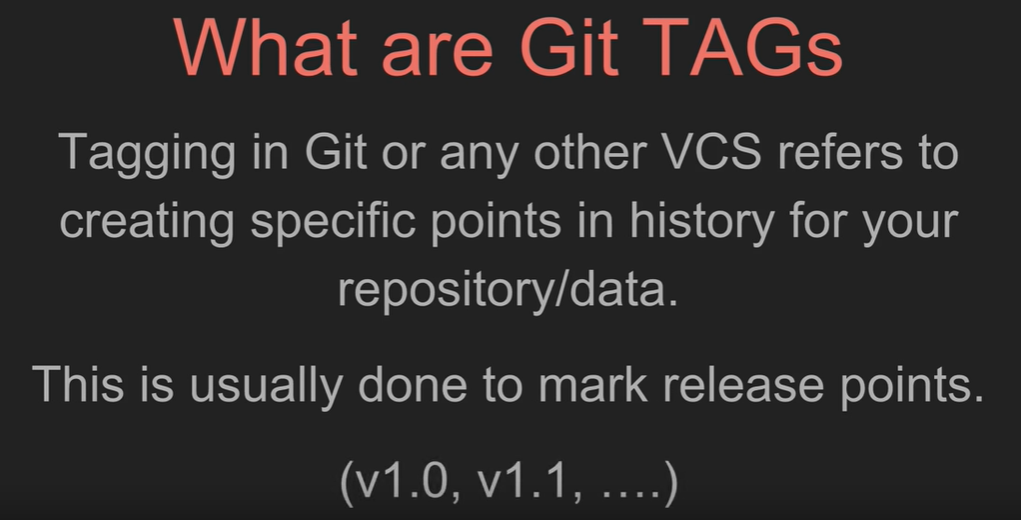 What are Git TAGs
Tagging in Git or any other VCS refers to
creating specific points in history for your
repository/data.
This is usually done to mark release points.
(v1.0, v1.1, ....)